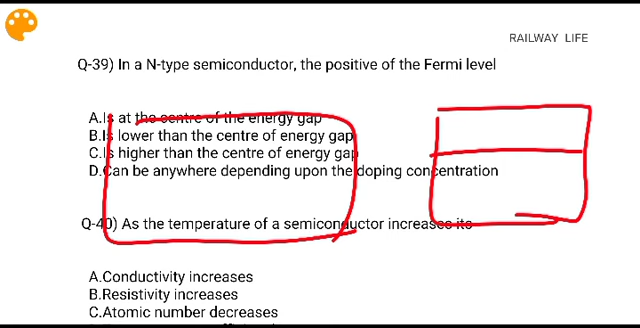 RAILWAY LIFE
Q-39) In a N-type semiconductor, the positive of the Fermi level
A.Is at the centre of the energy gap
B.Is lower than the centre of energy gap
C.Is higher than the centre of energy gap
D.Can be anywhere depending upon the doping concentration
Q-40) As the temperature of a semiconductor increases its
A.Conductivity increases
B.Resistivity increases
C.Atomic number decreases